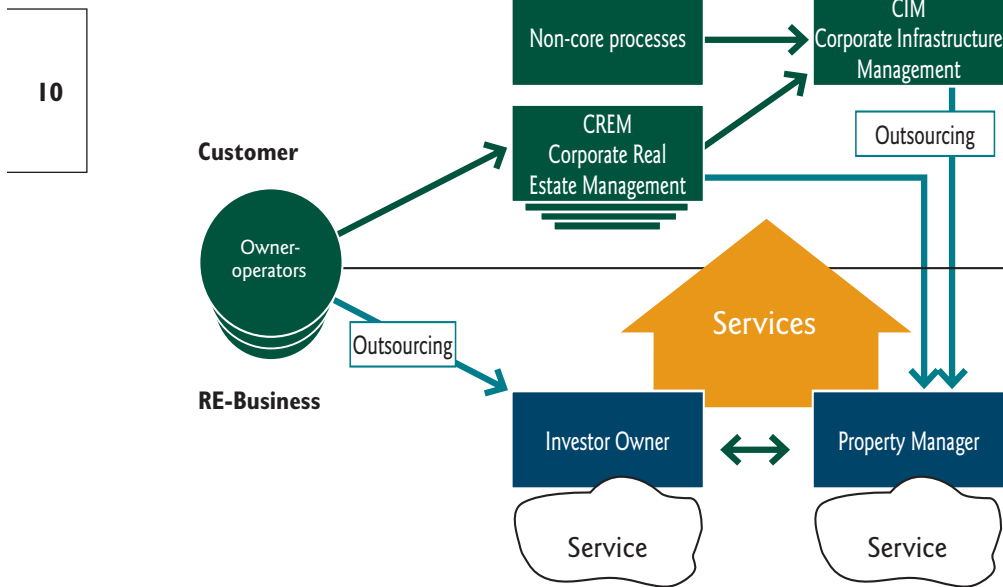 10
Non-core processes
CIM
Corporate Infrastructure
Management
CREM
Corporate Real
Estate Management
Outsourcing
Customer
Owner-
operators
Services
Outsourcing
RE-Business
Investor Owner
Property Manager
Service
Service